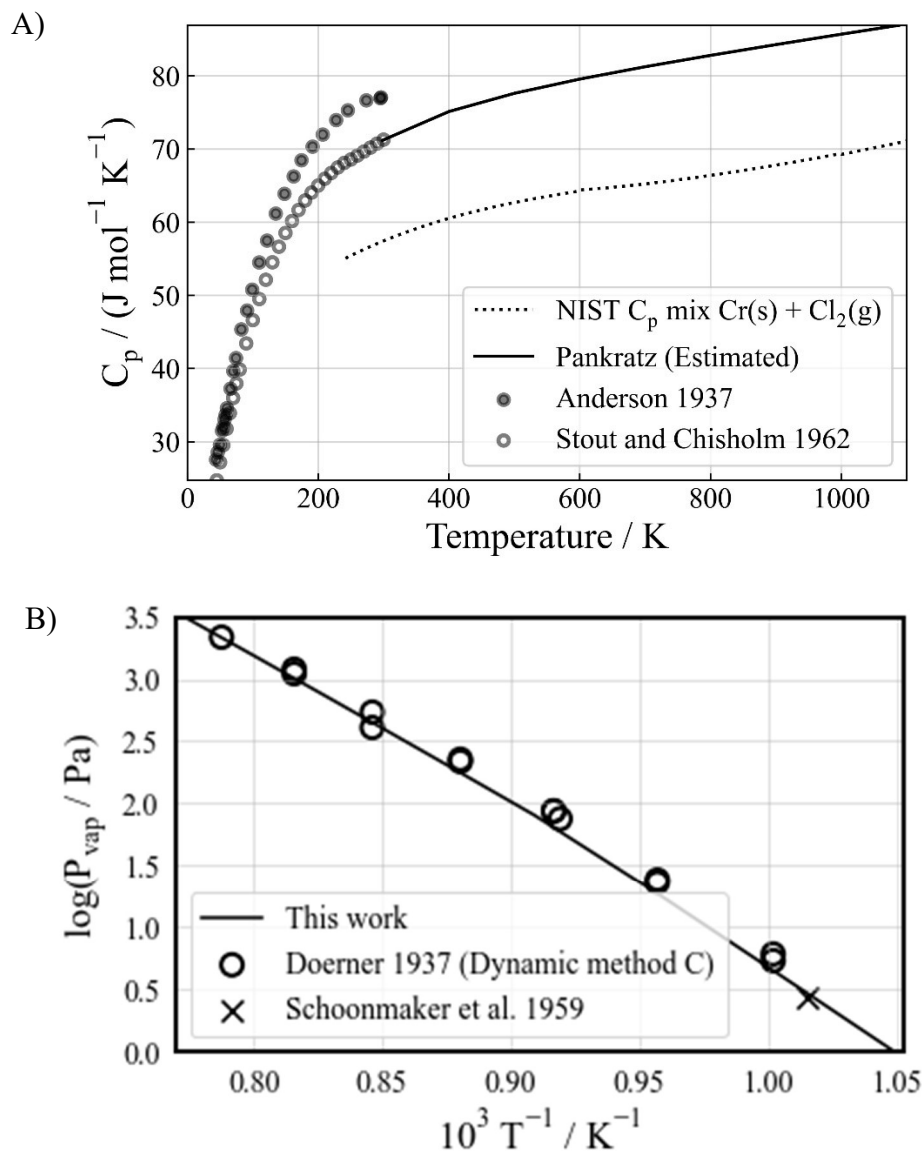 A)
C_p / (J mol⁻¹ K⁻¹)
80
70
60
50
40
30
NIST C_p mix Cr(s) + Cl₂(g)
Pankratz (Estimated)
Anderson 1937
Stout and Chisholm 1962
0 200 400 600 800 1000
Temperature / K
B)
log(P_vap / Pa)
3.5
3.0
2.5
2.0
1.5
1.0
0.5
0.0
This work
Doerner 1937 (Dynamic method C)
Schoonmaker et al. 1959
0.80 0.85 0.90 0.95 1.00 1.05
10³ T⁻¹ / K⁻¹